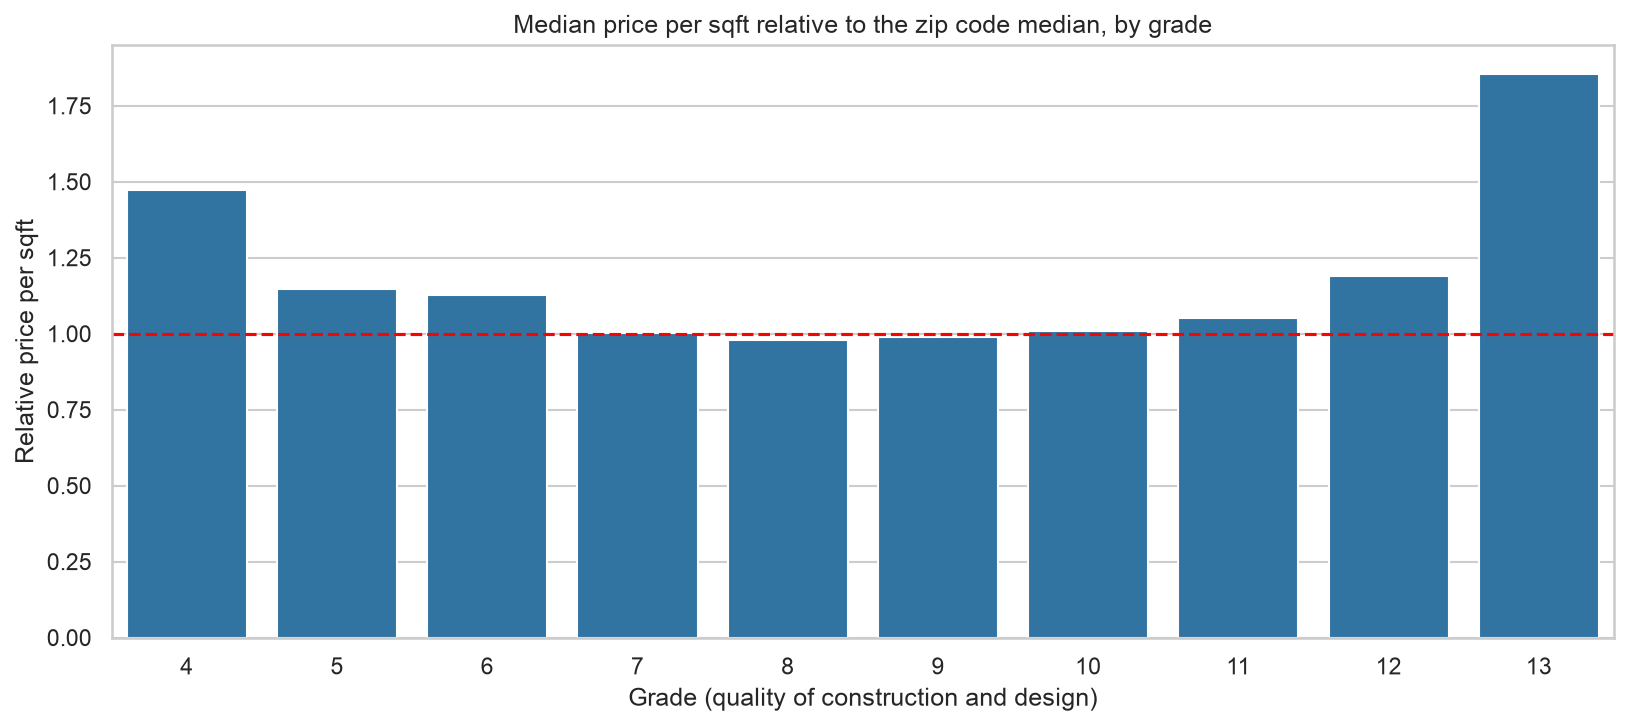 Median price per sqft relative to the zip code median, by grade
Relative price per sqft
1.75
1.50
1.25
1.00
0.75
0.50
0.25
0.00
4 5 6 7 8 9 10 11 12 13
Grade (quality of construction and design)